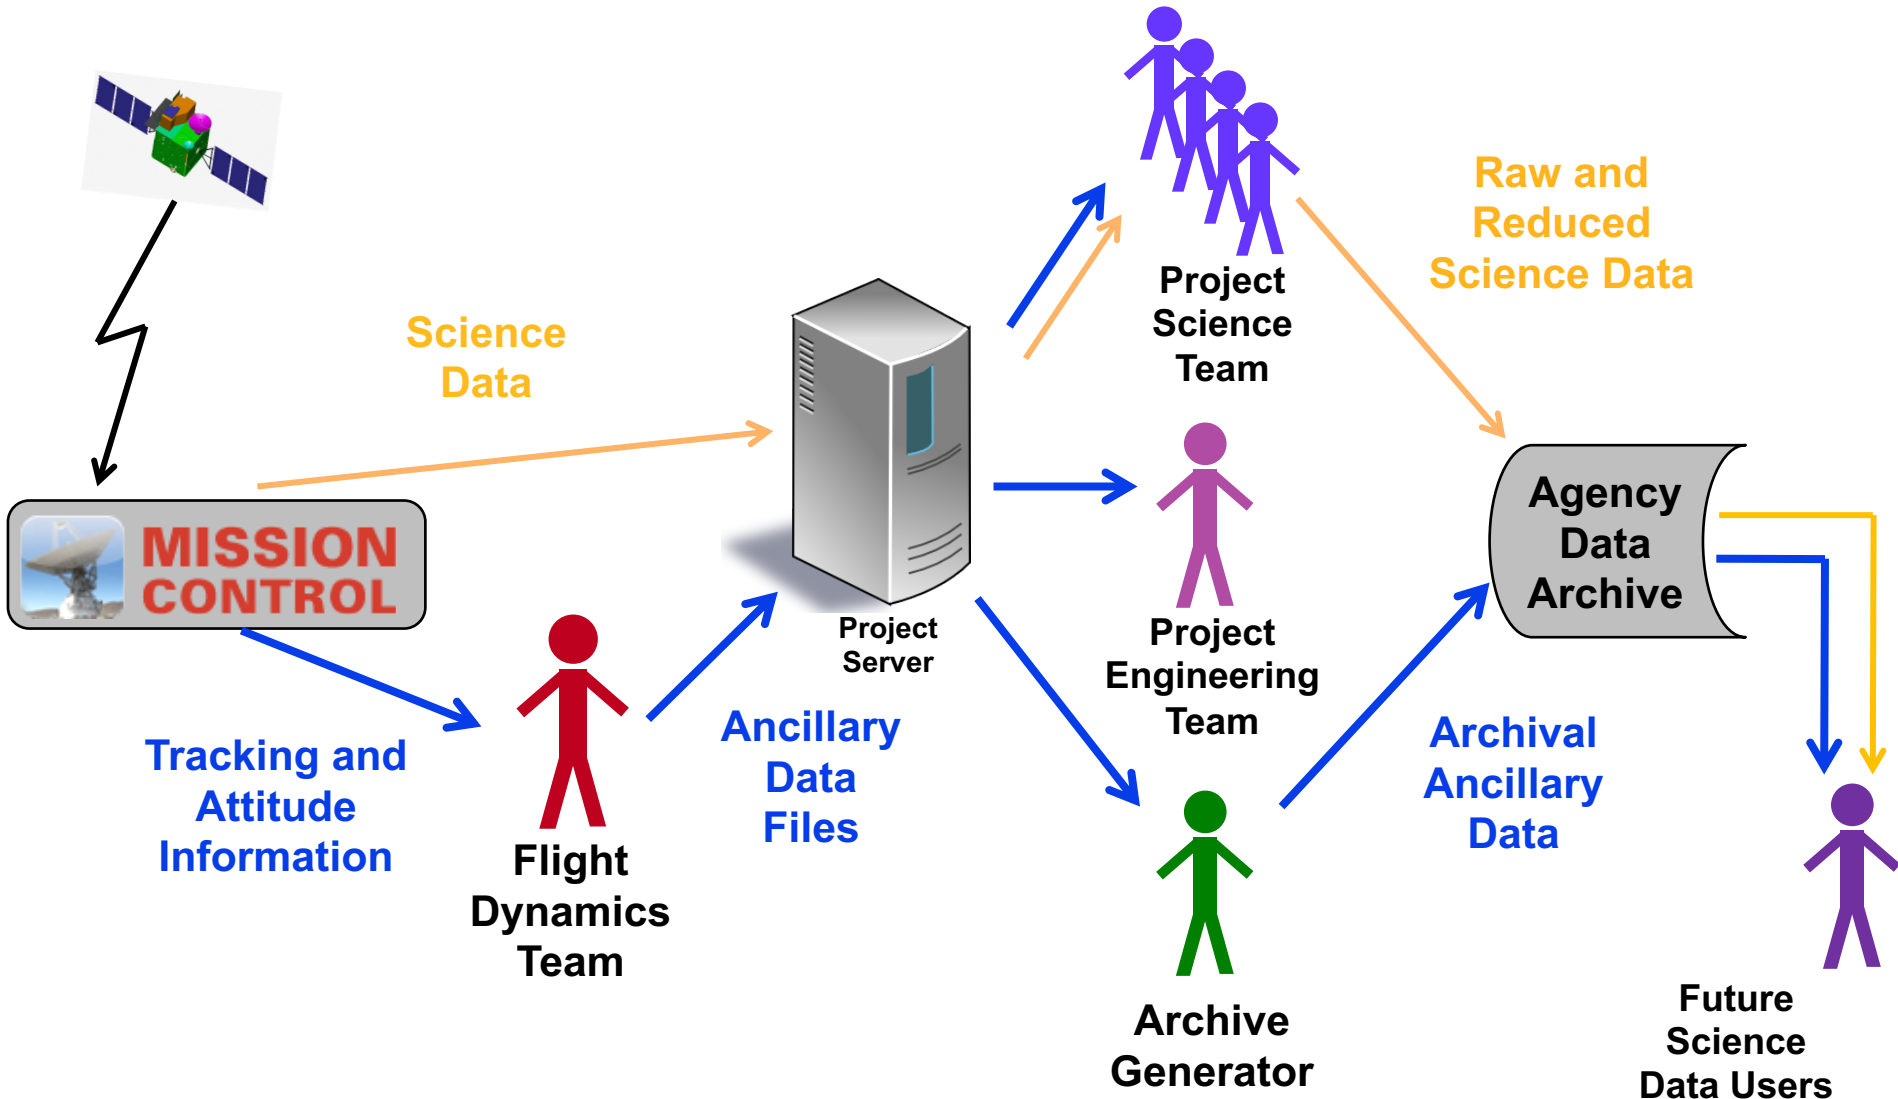 Raw and
Reduced
Science Data
Project
Science
Team
Science
Data
MISSION
CONTROL
Project
Server
Project
Engineering
Team
Agency
Data
Archive
Tracking and
Attitude
Information
Flight
Dynamics
Team
Ancillary
Data
Files
Archival
Ancillary
Data
Archive
Generator
Future
Science
Data Users